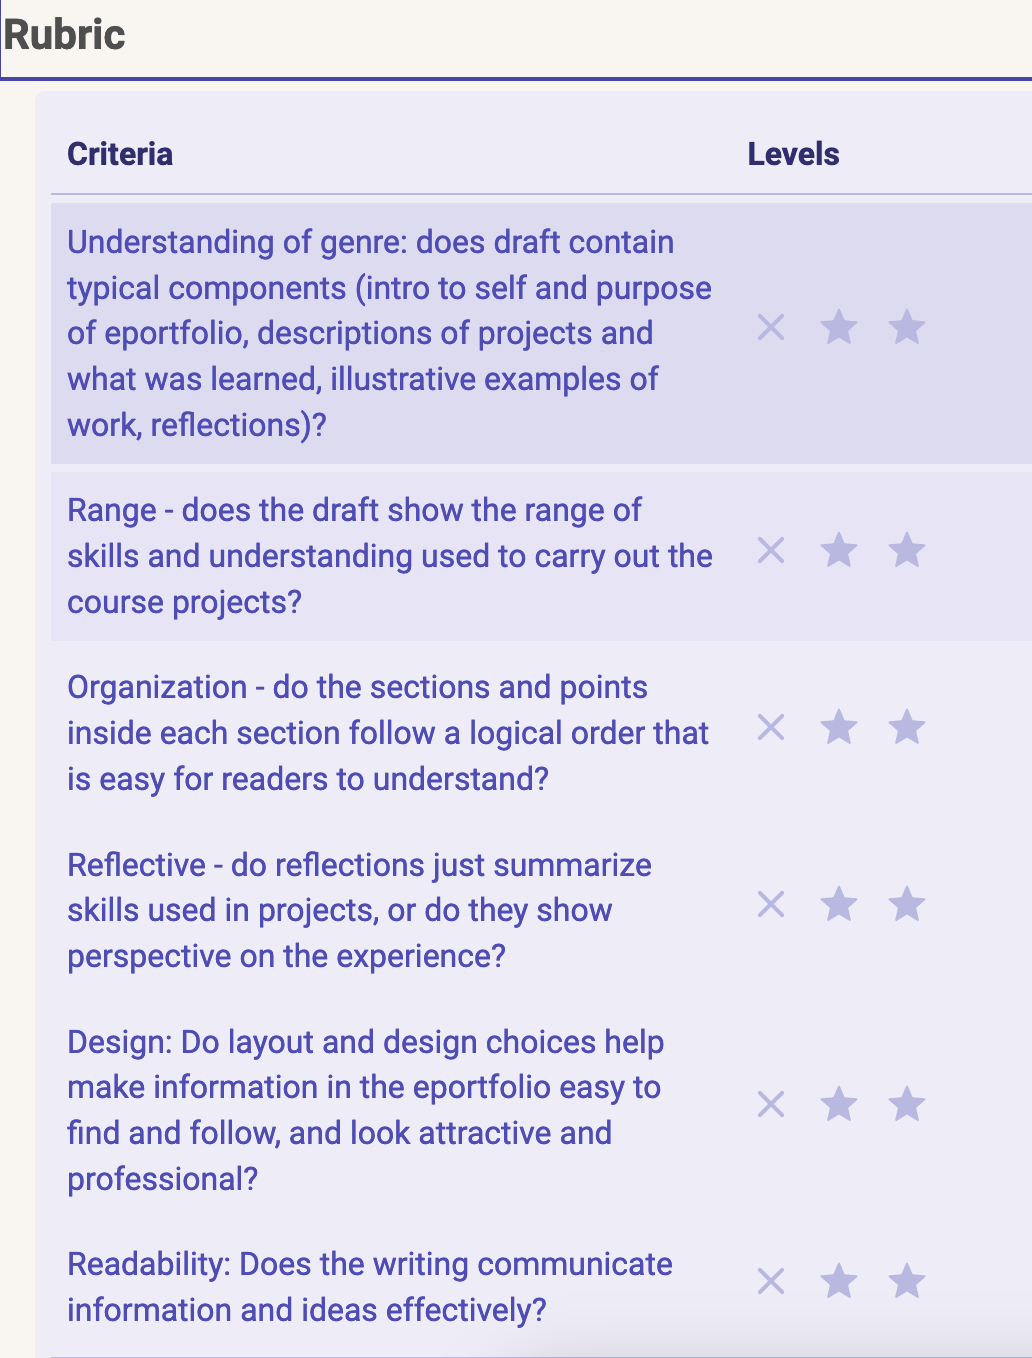 Rubric
Criteria
Levels
Understanding of genre: does draft contain
typical components (intro to self and purpose
of eportfolio, descriptions of projects and
what was learned, illustrative examples of
work, reflections)?
Range - does the draft show the range of
skills and understanding used to carry out the
course projects?
Organization - do the sections and points
inside each section follow a logical order that
is easy for readers to understand?
Reflective - do reflections just summarize
skills used in projects, or do they show
perspective on the experience?
Design: Do layout and design choices help
make information in the eportfolio easy to
find and follow, and look attractive and
professional?
Readability: Does the writing communicate
information and ideas effectively?